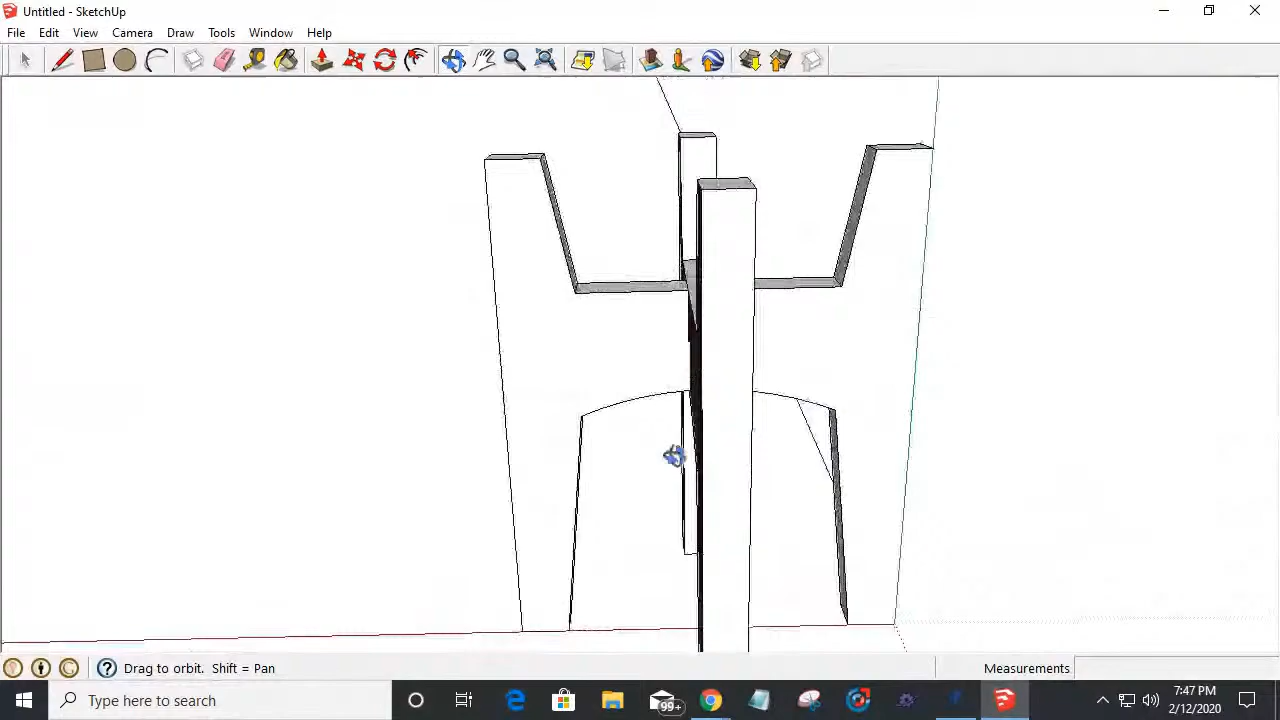 Untitled - SketchUp
File Edit View Camera Draw Tools Window Help
Drag to orbit. Shift = Pan
Measurements
Type here to search
99+
7:47 PM
2/12/2020